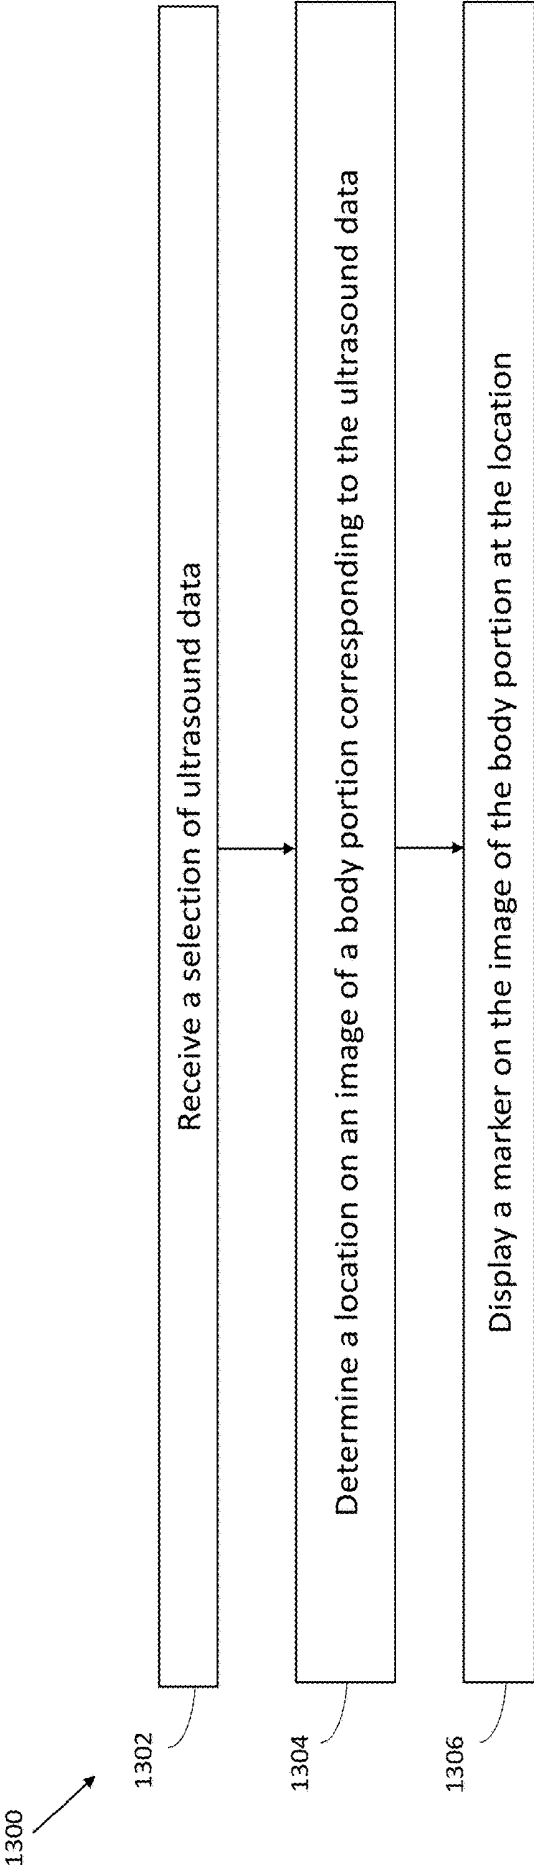 1300
1302
Receive a selection of ultrasound data
1304
Determine a location on an image of a body portion corresponding to the ultrasound data
1306
Display a marker on the image of the body portion at the location